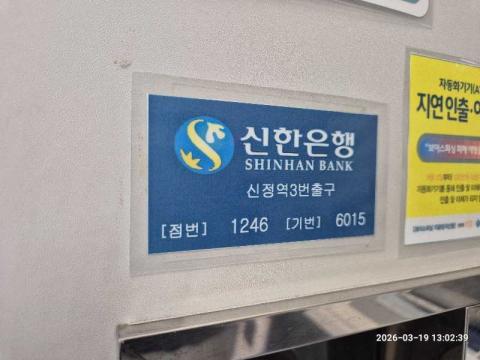 신한은행
SHINHAN BANK
신정역3번출구
[점번] 1246 [기번] 6015
자동화기기(A
지연인출·이
2026-03-19 13:02:39